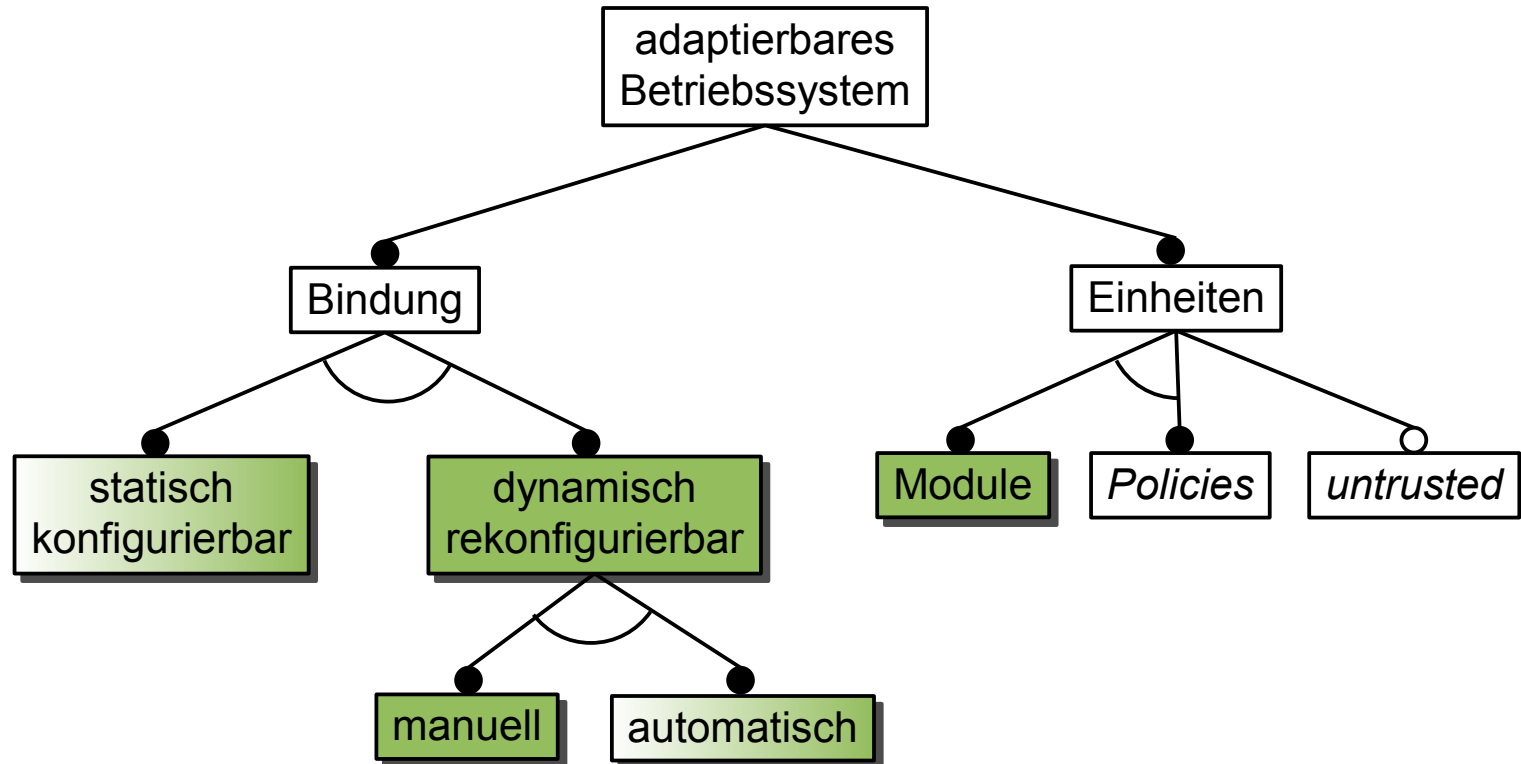 adaptierbares
Betriebssystem
Bindung
Einheiten
statisch
konfigurierbar
dynamisch
rekonfigurierbar
Module
Policies
untrusted
manuell
automatisch